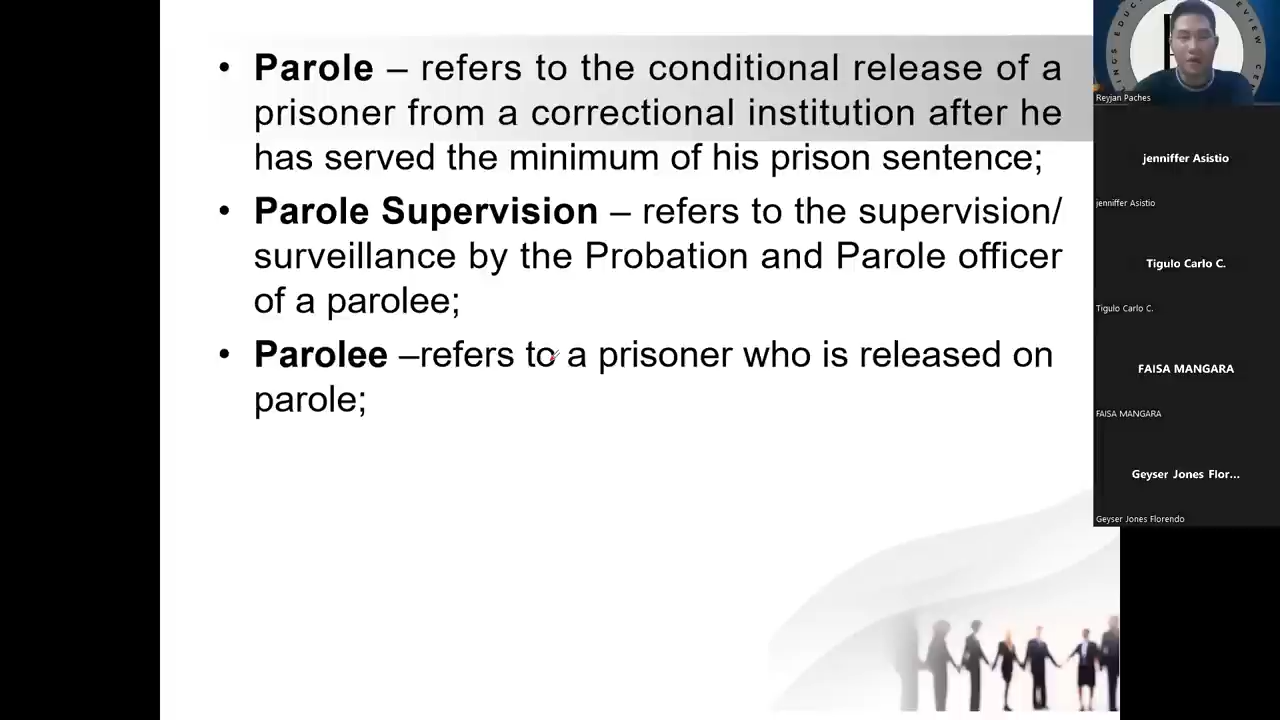 • Parole – refers to the conditional release of a
prisoner from a correctional institution after he
has served the minimum of his prison sentence;
• Parole Supervision – refers to the supervision/
surveillance by the Probation and Parole officer
of a parolee;
• Parolee –refers to a prisoner who is released on
parole;
Reyjan Paches
jenniffer Asistio
jenniffer Asistio
Tigulo Carlo C.
Tigulo Carlo C.
FAISA MANGARA
FAISA MANGARA
Geyser Jones Flor...
Geyser Jones Florendo